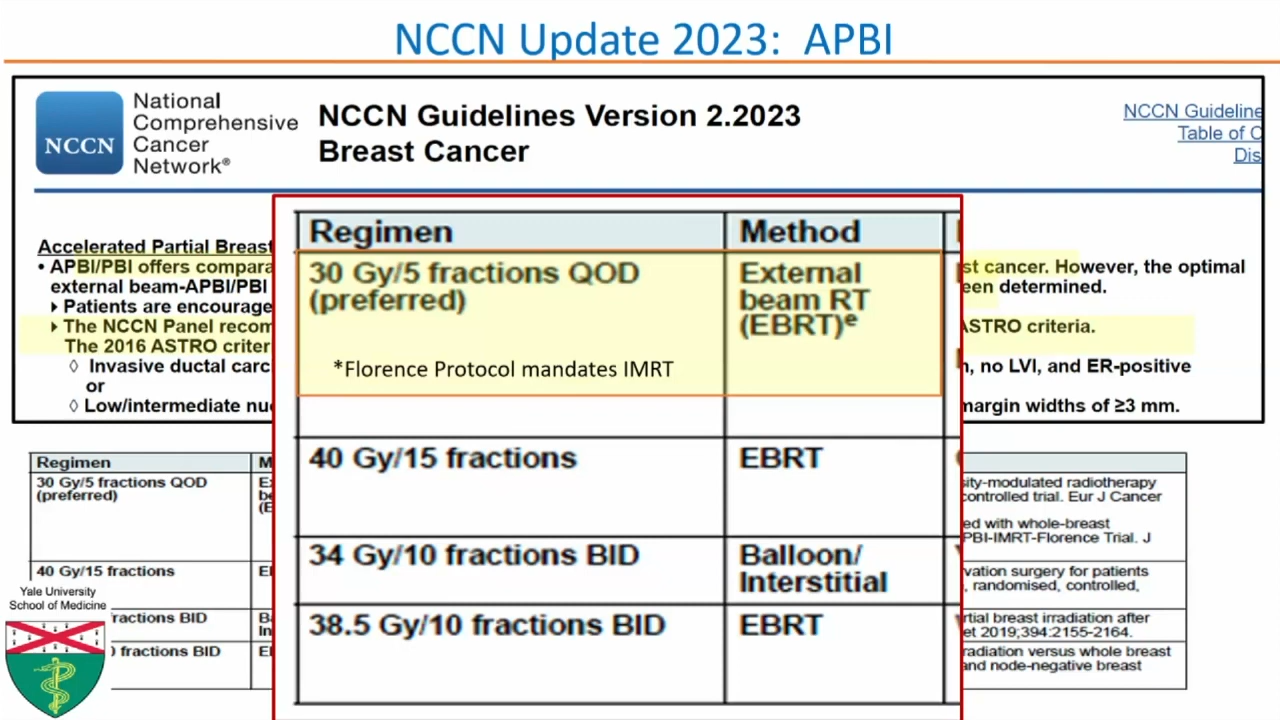 NCCN Update 2023: APBI
NCCN
National
Comprehensive
Cancer
Network®
NCCN Guidelines Version 2.2023
Breast Cancer
NCCN Guideline
Table of C
Dis
Accelerated Partial Breast
• APBI/PBI offers compara
external beam-APBI/PBI
Patients are encourage
The NCCN Panel recom
The 2016 ASTRO criter
◊ Invasive ductal carc
or
◊ Low/intermediate nu
st cancer. However, the optimal
een determined.
ASTRO criteria.
, no LVI, and ER-positive
margin widths of ≥3 mm.
Regimen
Method
30 Gy/5 fractions QOD
(preferred)
External
beam RT
(EBRT)e
*Florence Protocol mandates IMRT
40 Gy/15 fractions
EBRT
34 Gy/10 fractions BID
Balloon/
Interstitial
38.5 Gy/10 fractions BID
EBRT
Regimen
M
30 Gy/5 fractions QOD
(preferred)
Ex
be
(E
40 Gy/15 fractions
ractions BID
Ba
In
fractions BID
sity-modulated radiotherapy
controlled trial. Eur J Cancer
ed with whole-breast
PBI-IMRT-Florence Trial. J
vation surgery for patients
, randomised, controlled,
rtial breast irradiation after
et 2019;394:2155-2164.
radiation versus whole breast
and node-negative breast
Yale University
School of Medicine